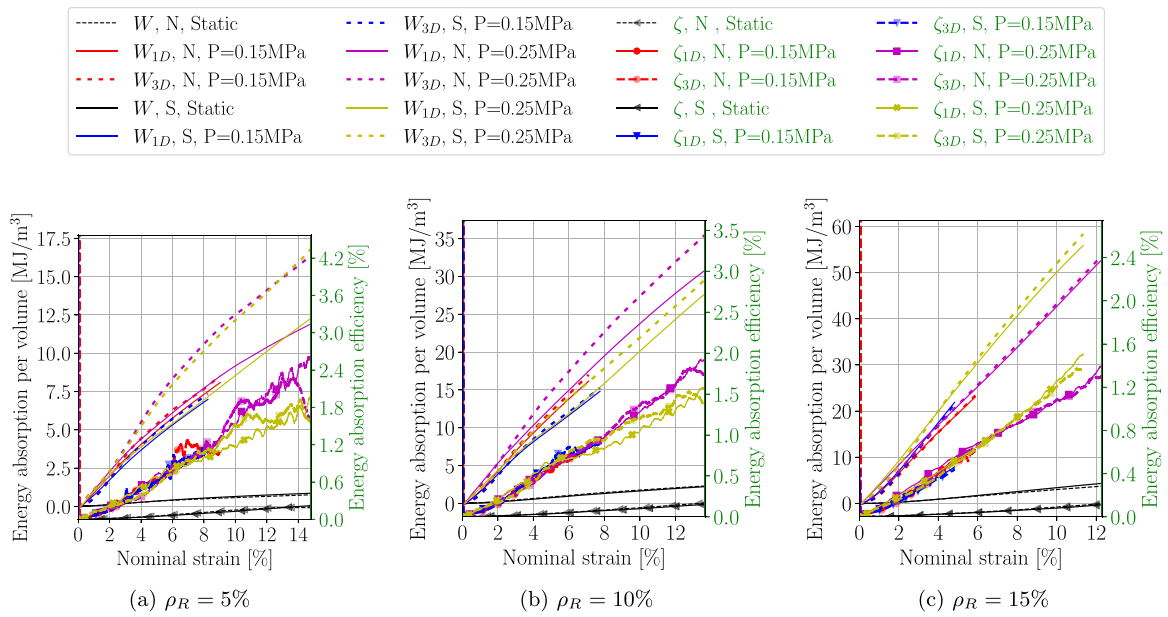 W, N, Static
W1D, N, P=0.15MPa
W3D, N, P=0.15MPa
W, S, Static
W1D, S, P=0.15MPa
W3D, S, P=0.15MPa
W1D, N, P=0.25MPa
W3D, N, P=0.25MPa
W1D, S, P=0.25MPa
W3D, S, P=0.25MPa
ζ, N , Static
ζ1D, N, P=0.15MPa
ζ3D, N, P=0.15MPa
ζ, S , Static
ζ1D, S, P=0.15MPa
ζ3D, S, P=0.15MPa
ζ1D, N, P=0.25MPa
ζ3D, N, P=0.25MPa
ζ1D, S, P=0.25MPa
ζ3D, S, P=0.25MPa
Energy absorption per volume [MJ/m³]
17.5
15.0
12.5
10.0
7.5
5.0
2.5
0.0
0 2 4 6 8 10 12 14
Nominal strain [%]
4.2
3.6
3.0
2.4
1.8
1.2
0.6
0.0
Energy absorption efficiency [%]
(a) ρR = 5%
Energy absorption per volume [MJ/m³]
35
30
25
20
15
10
5
0
0 2 4 6 8 10 12
Nominal strain [%]
3.5
3.0
2.5
2.0
1.5
1.0
0.5
0.0
Energy absorption efficiency [%]
(b) ρR = 10%
Energy absorption per volume [MJ/m³]
60
50
40
30
20
10
0
0 2 4 6 8 10 12
Nominal strain [%]
2.4
2.0
1.6
1.2
0.8
0.4
0.0
Energy absorption efficiency [%]
(c) ρR = 15%